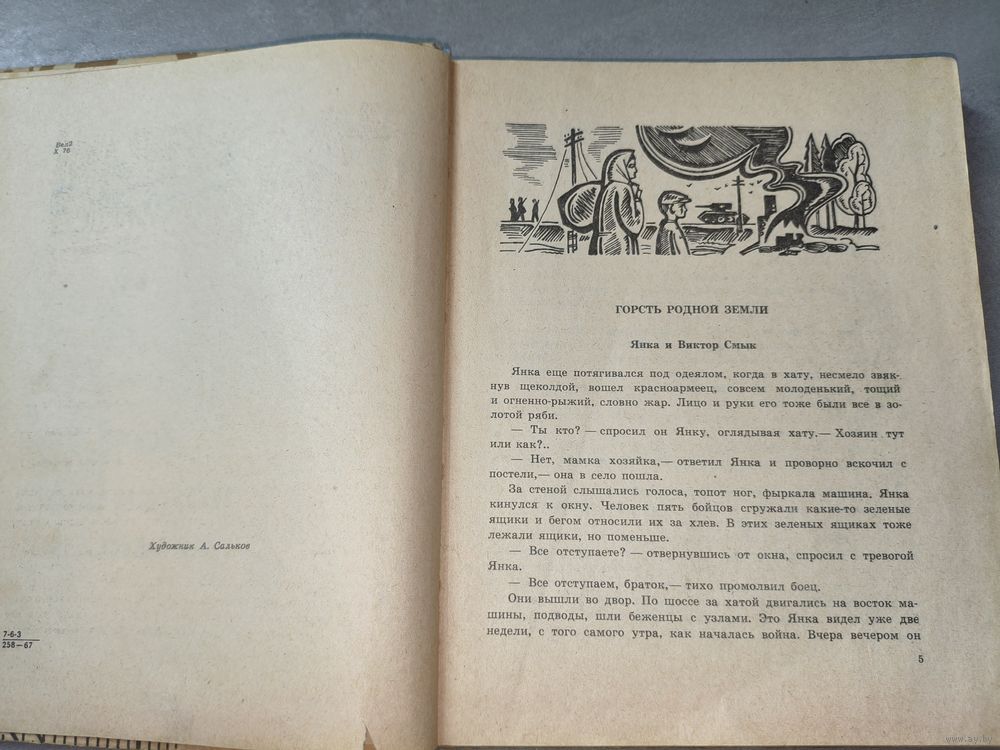 Бел2
Х 76
Художник А. Сальков
7-6-3
258—67
ГОРСТЬ РОДНОЙ ЗЕМЛИ
Янка и Виктор Смык
Янка еще потягивался под одеялом, когда в хату, несмело звяк-
нув щеколдой, вошел красноармеец, совсем молоденький, тощий
и огненно-рыжий, словно жар. Лицо и руки его тоже были все в зо-
лотой ряби.
— Ты кто? — спросил он Янку, оглядывая хату.— Хозяин тут
или как?..
— Нет, мамка хозяйка,— ответил Янка и проворно вскочил с
постели,— она в село пошла.
За стеной слышались голоса, топот ног, фыркала машина. Янка
кинулся к окну. Человек пять бойцов сгружали какие-то зеленые
ящики и бегом относили их за хлев. В этих зеленых ящиках тоже
лежали ящики, но поменьше.
— Все отступаете? — отвернувшись от окна, спросил с тревогой
Янка.
— Все отступаем, браток,— тихо промолвил боец.
Они вышли во двор. По шоссе за хатой двигались на восток ма-
шины, подводы, шли беженцы с узлами. Это Янка видел уже две
недели, с того самого утра, как началась война. Вчера вечером он
5
www.ay.by